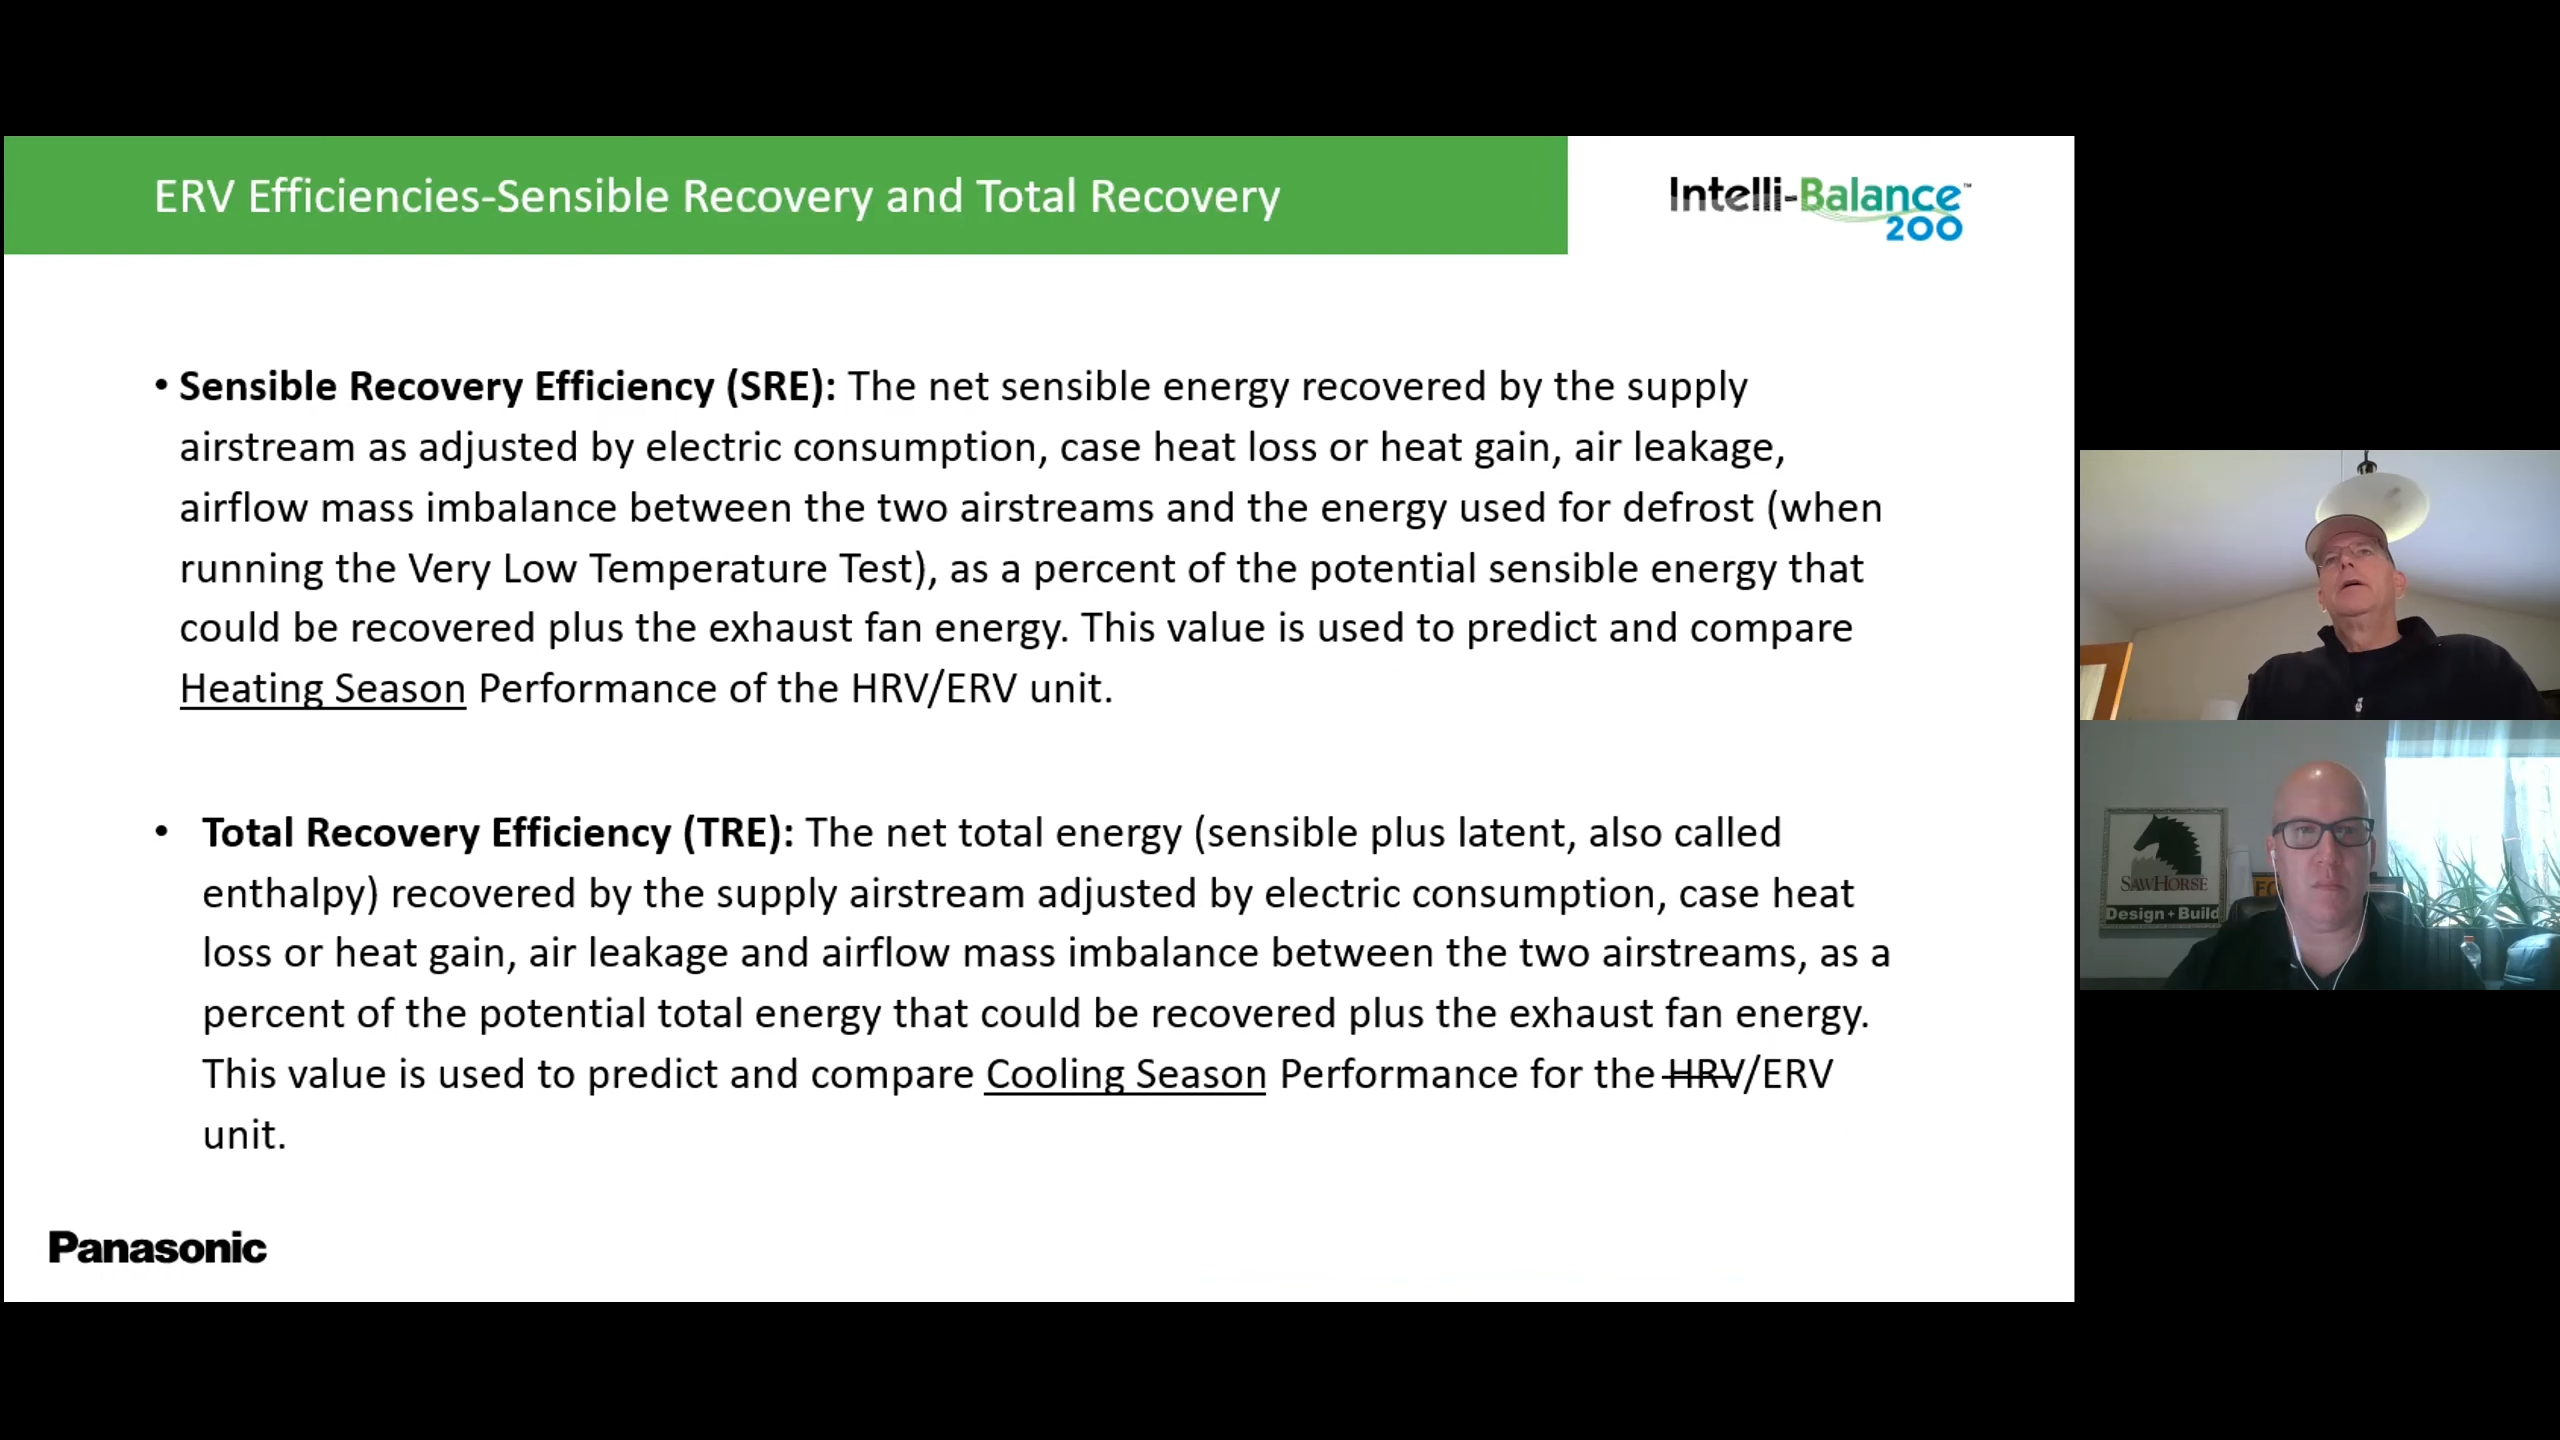 ERV Efficiencies-Sensible Recovery and Total Recovery
Intelli-Balance™
200
• Sensible Recovery Efficiency (SRE): The net sensible energy recovered by the supply
airstream as adjusted by electric consumption, case heat loss or heat gain, air leakage,
airflow mass imbalance between the two airstreams and the energy used for defrost (when
running the Very Low Temperature Test), as a percent of the potential sensible energy that
could be recovered plus the exhaust fan energy. This value is used to predict and compare
Heating Season Performance of the HRV/ERV unit.
• Total Recovery Efficiency (TRE): The net total energy (sensible plus latent, also called
enthalpy) recovered by the supply airstream adjusted by electric consumption, case heat
loss or heat gain, air leakage and airflow mass imbalance between the two airstreams, as a
percent of the potential total energy that could be recovered plus the exhaust fan energy.
This value is used to predict and compare Cooling Season Performance for the HRV/ERV
unit.
Panasonic
SAWHORSE
Design + Build